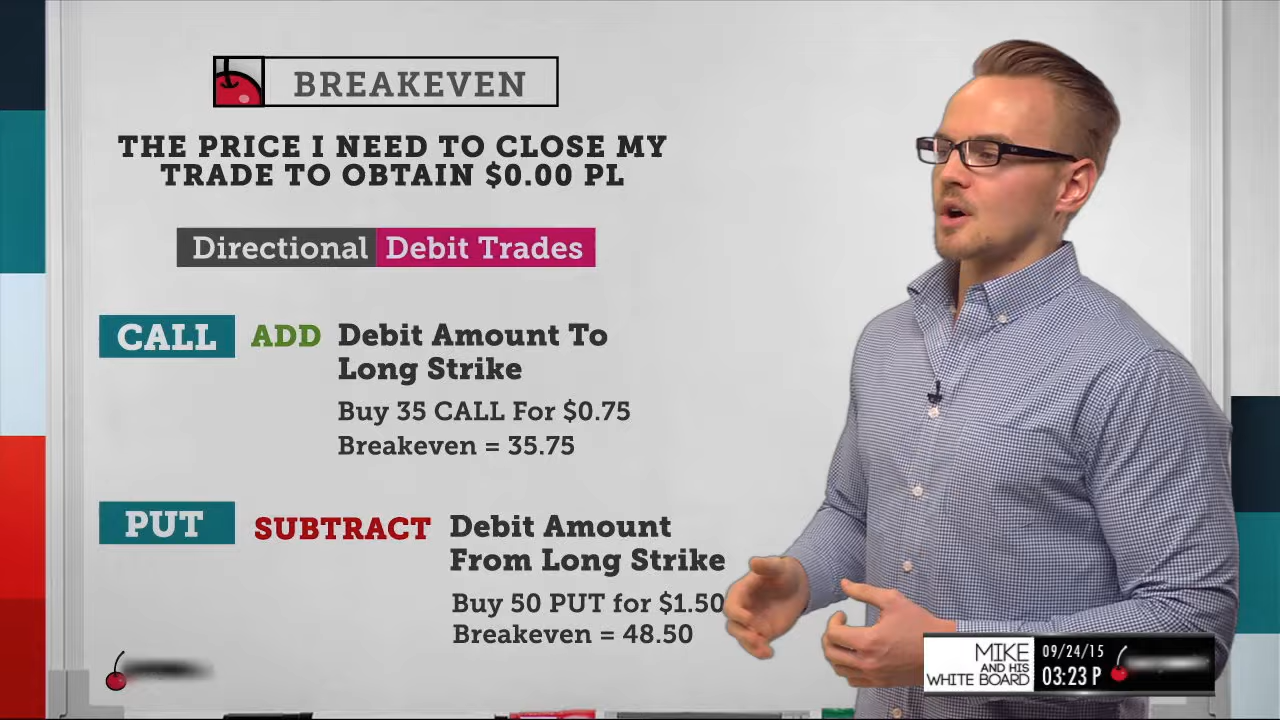 BREAKEVEN
THE PRICE I NEED TO CLOSE MY
TRADE TO OBTAIN $0.00 PL
Directional Debit Trades
CALL ADD Debit Amount To
Long Strike
Buy 35 CALL For $0.75
Breakeven = 35.75
PUT SUBTRACT Debit Amount
From Long Strike
Buy 50 PUT for $1.50
Breakeven = 48.50
MIKE
AND HIS
WHITE BOARD
09/24/15
03:23 P